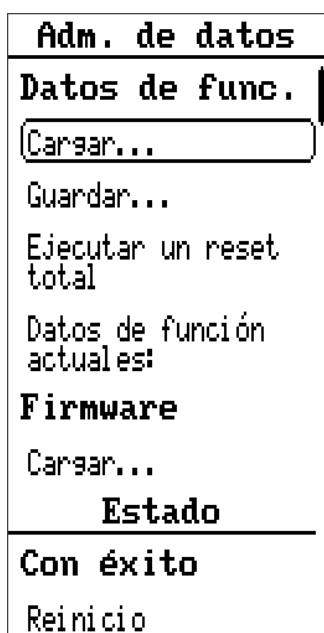 Adm. de datos
Datos de func.
Cargar...
Guardar...
Ejecutar un reset
total
Datos de función
actuales:
Firmware
Cargar...
Estado
Con éxito
Reinicio